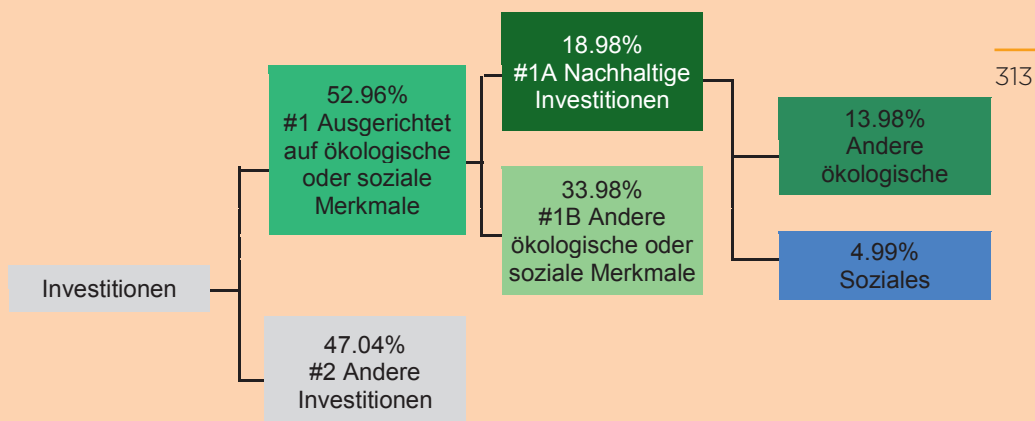 18.98%
#1A Nachhaltige
Investitionen
313
52.96%
#1 Ausgerichtet
auf ökologische
oder soziale
Merkmale
13.98%
Andere
ökologische
33.98%
#1B Andere
ökologische oder
soziale Merkmale
4.99%
Soziales
Investitionen
47.04%
#2 Andere
Investitionen